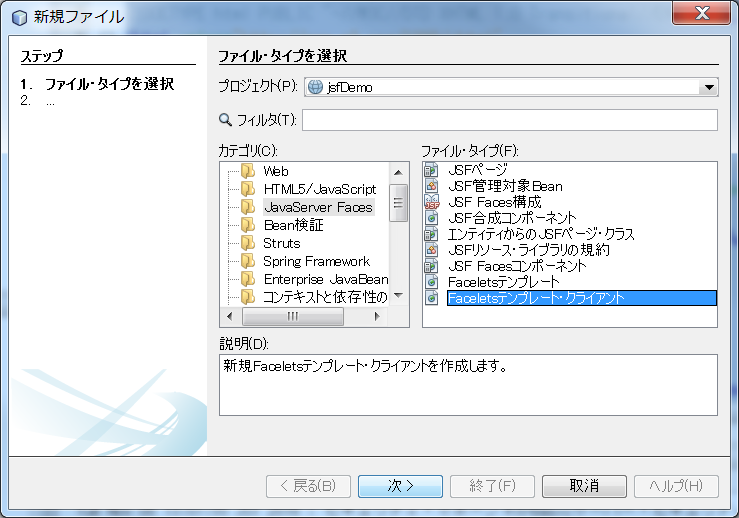 新規ファイル
ステップ
1. ファイル・タイプを選択
2. ...
ファイル・タイプを選択
プロジェクト(P): jsfDemo
フィルタ(T):
カテゴリ(C):
Web
HTML5/JavaScript
JavaServer Faces
Bean検証
Struts
Spring Framework
Enterprise JavaBean
コンテキストと依存性の
ファイル・タイプ(F):
JSFページ
JSF管理対象Bean
JSF Faces構成
JSF合成コンポーネント
エンティティからのJSFページ・クラス
JSFリソース・ライブラリの規約
JSF Facesコンポーネント
Faceletsテンプレート
Faceletsテンプレート・クライアント
説明(D):
新規Faceletsテンプレート・クライアントを作成します。
< 戻る(B) 次 > 終了(F) 取消 ヘルプ(H)